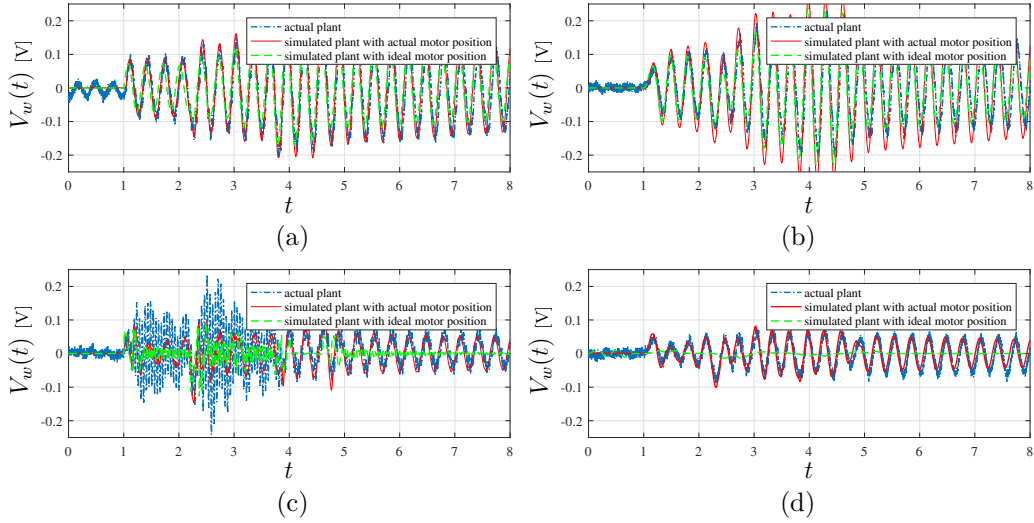 0.2
0.1
0
-0.1
-0.2
V_w(t) [V]
actual plant
simulated plant with actual motor position
simulated plant with ideal motor position
0 1 2 3 4 5 6 7 8
t
(a)
0.2
0.1
0
-0.1
-0.2
V_w(t) [V]
actual plant
simulated plant with actual motor position
simulated plant with ideal motor position
0 1 2 3 4 5 6 7 8
t
(b)
0.2
0.1
0
-0.1
-0.2
V_w(t) [V]
actual plant
simulated plant with actual motor position
simulated plant with ideal motor position
0 1 2 3 4 5 6 7 8
t
(c)
0.2
0.1
0
-0.1
-0.2
V_w(t) [V]
actual plant
simulated plant with actual motor position
simulated plant with ideal motor position
0 1 2 3 4 5 6 7 8
t
(d)